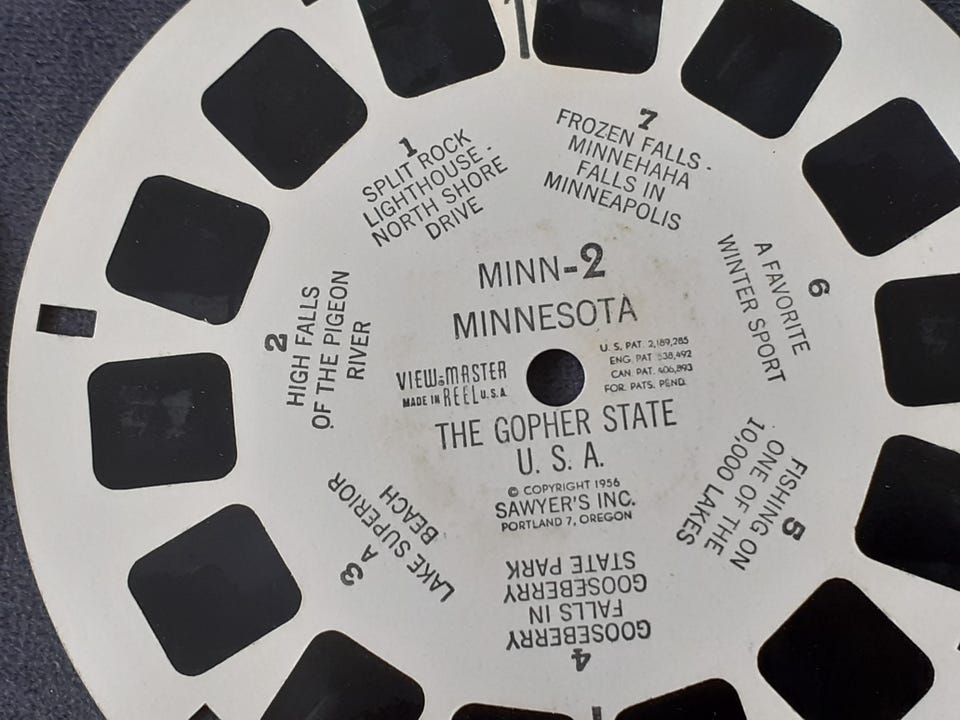 MINN-2
MINNESOTA
VIEW-MASTER
MADE IN REEL U.S.A.
U. S. PAT. 2,189,285
ENG. PAT 538,492
CAN. PAT. 406,893
FOR. PATS. PEND.
THE GOPHER STATE
U. S. A.
© COPYRIGHT 1956
SAWYER'S INC.
PORTLAND 7, OREGON
1
SPLIT ROCK
LIGHTHOUSE -
NORTH SHORE
DRIVE
2
HIGH FALLS
OF THE PIGEON
RIVER
3
A
LAKE SUPERIOR
BEACH
4
GOOSEBERRY
FALLS IN
GOOSEBERRY
STATE PARK
5
FISHING ON
ONE OF THE
10,000 LAKES
6
A FAVORITE
WINTER SPORT
7
FROZEN FALLS -
MINNEHAHA
FALLS IN
MINNEAPOLIS